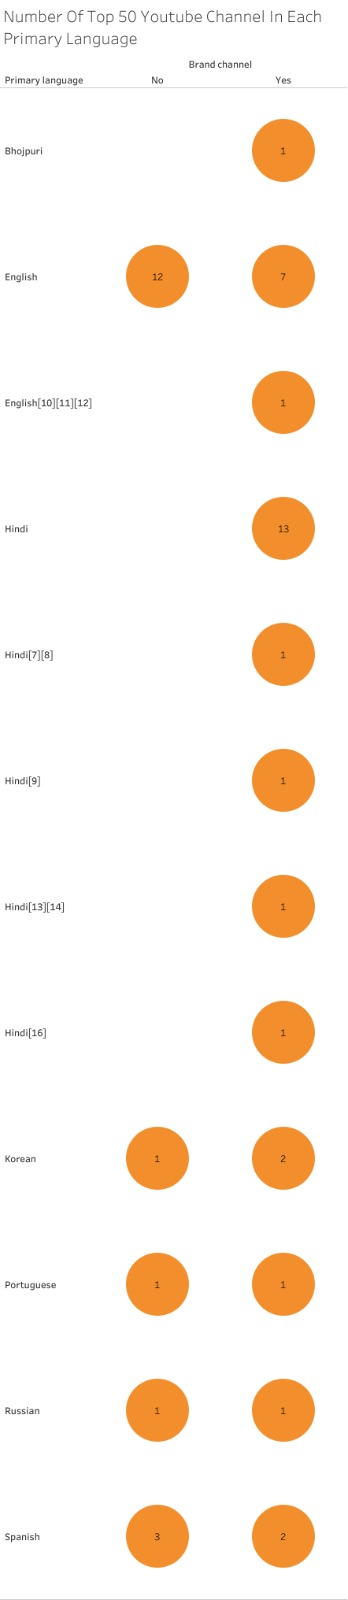 Number Of Top 50 Youtube Channel In Each
Primary Language
Brand channel
Primary language No Yes
Bhojpuri 1
English 12 7
English[10][11][12] 1
Hindi 13
Hindi[7][8] 1
Hindi[9] 1
Hindi[13][14] 1
Hindi[16] 1
Korean 1 2
Portuguese 1 1
Russian 1 1
Spanish 3 2